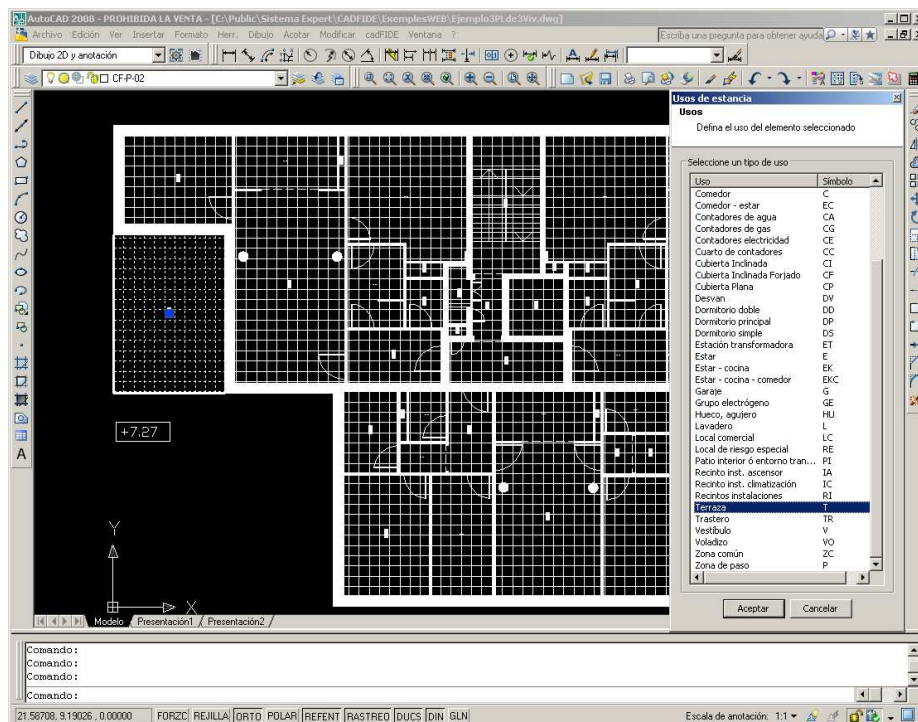 AutoCAD 2008 - PROHIBIDA LA VENTA - [C:\Public\Sistema Expert\CADFIDE\ExemplesWEB\Ejemplo3PLde3Viv.dwg]
Archivo Edición Ver Insertar Formato Herr. Dibujo Acotar Modificar cadFIDE Ventana ?
Escriba una pregunta para obtener ayuda
Dibujo 2D y anotación
CF-P-02
Usos de estancia
Usos
Defina el uso del elemento seleccionado
Seleccione un tipo de uso
Uso Símbolo
Comedor C
Comedor - estar EC
Contadores de agua CA
Contadores de gas CG
Contadores electricidad CE
Cuarto de contadores CC
Cubierta Inclinada CI
Cubierta Inclinada Forjado CF
Cubierta Plana CP
Desvan DV
Dormitorio doble DD
Dormitorio principal DP
Dormitorio simple DS
Estación transformadora ET
Estar E
Estar - cocina EK
Estar - cocina - comedor EKC
Garaje G
Grupo electrógeno GE
Hueco, agujero HU
Lavadero L
Local comercial LC
Local de riesgo especial RE
Patio interior ó entorno tran... PI
Recinto inst. ascensor IA
Recinto inst. climatización IC
Recintos instalaciones RI
Terraza T
Trastero TR
Vestíbulo V
Voladizo VO
Zona común ZC
Zona de paso P
Aceptar Cancelar
+7.27
Y
X
Modelo Presentación1 Presentación2
Comando:
Comando:
Comando:
Comando:
21.58708, 9.19026 , 0.00000 FORZC REJILLA ORTO POLAR REFENT RASTREO DUCS DIN GLN
Escala de anotación: 1:1